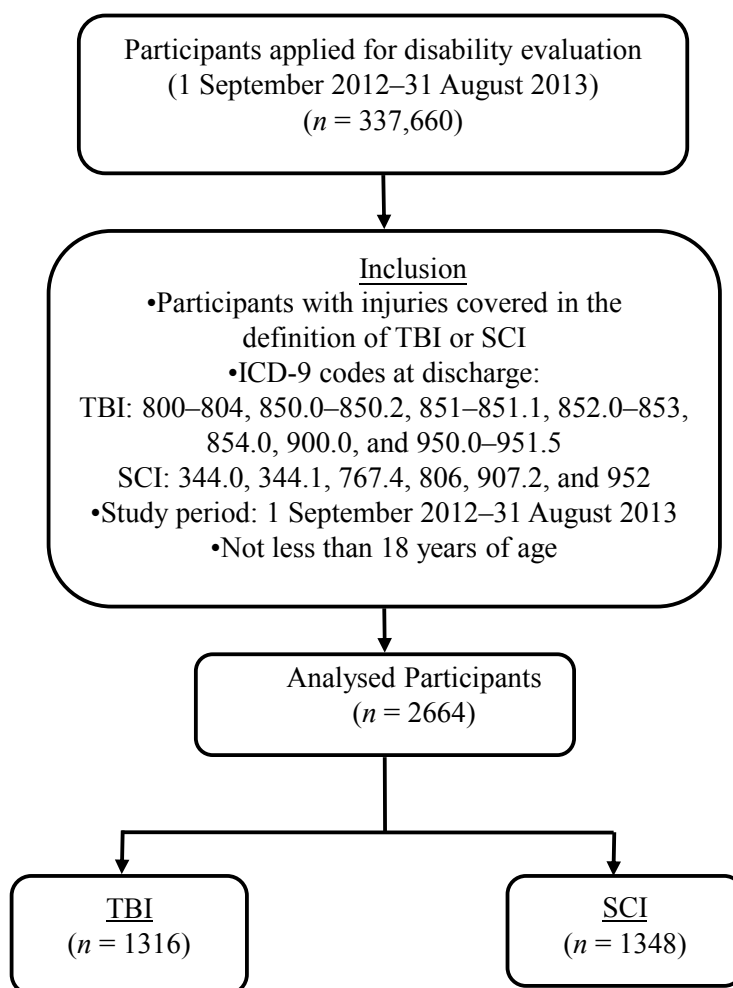 Participants applied for disability evaluation
(1 September 2012–31 August 2013)
(n = 337,660)
Inclusion
•Participants with injuries covered in the
definition of TBI or SCI
•ICD-9 codes at discharge:
TBI: 800–804, 850.0–850.2, 851–851.1, 852.0–853,
854.0, 900.0, and 950.0–951.5
SCI: 344.0, 344.1, 767.4, 806, 907.2, and 952
•Study period: 1 September 2012–31 August 2013
•Not less than 18 years of age
Analysed Participants
(n = 2664)
TBI
(n = 1316)
SCI
(n = 1348)